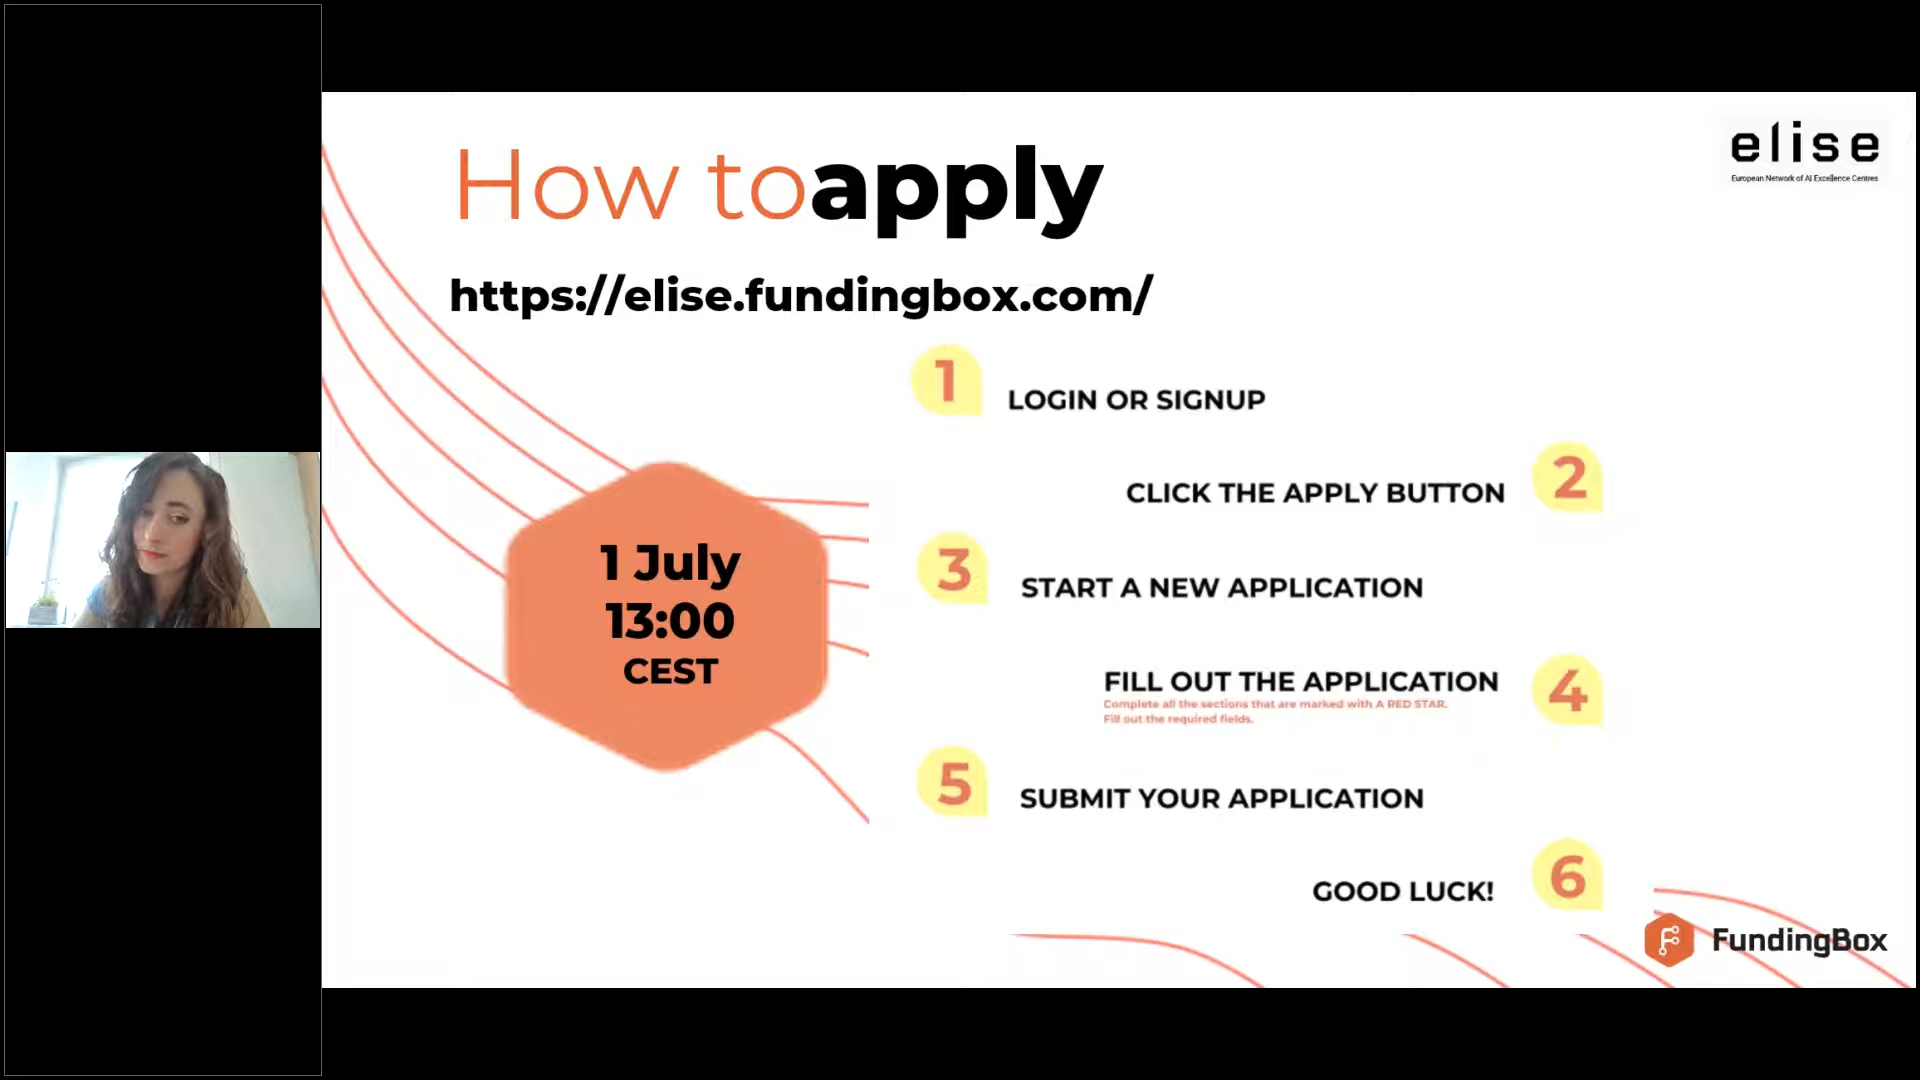 How toapply
elise
European Network of AI Excellence Centres
https://elise.fundingbox.com/
1 July
13:00
CEST
1
LOGIN OR SIGNUP
CLICK THE APPLY BUTTON
2
3
START A NEW APPLICATION
FILL OUT THE APPLICATION
Complete all the sections that are marked with A RED STAR.
Fill out the required fields.
4
5
SUBMIT YOUR APPLICATION
GOOD LUCK!
6
FundingBox